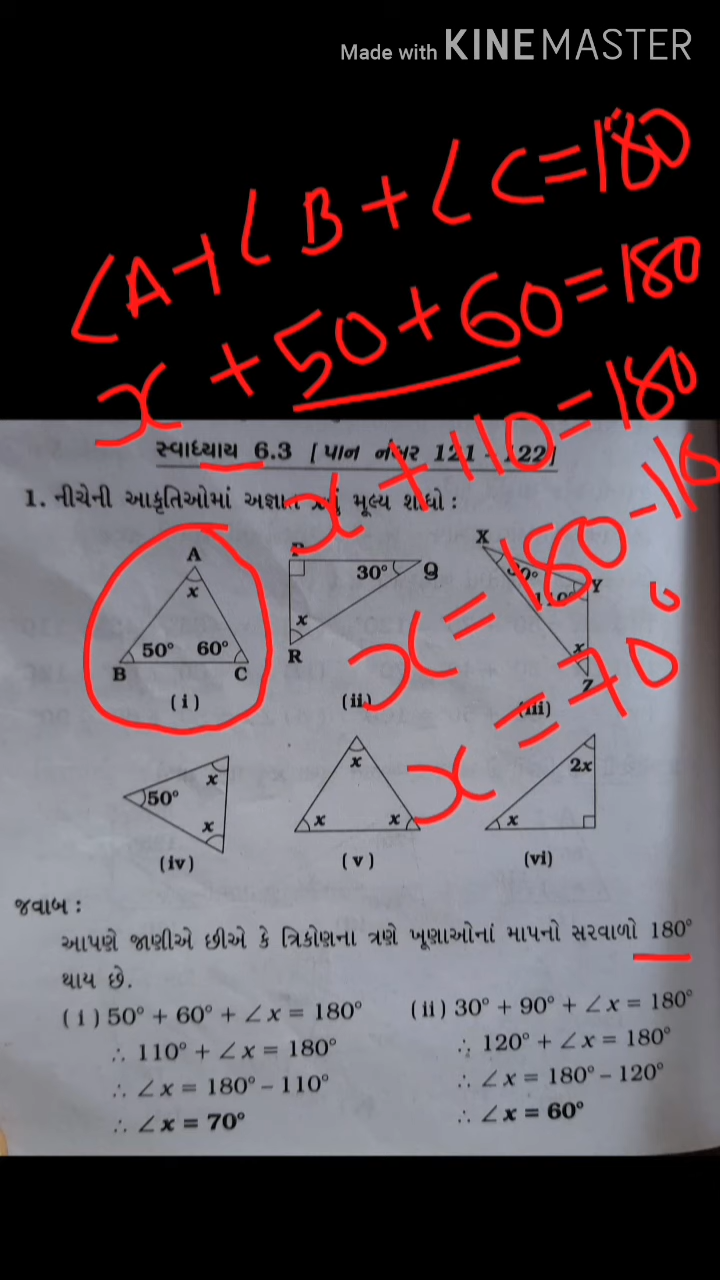 Made with KINEMASTER
∠A+∠B+∠C=180
x+50+60=180
x+110=180
x=180-110
x=70°
સ્વાધ્યાય 6.3 [ પાન નંબર 121 - 122]
1. નીચેની આકૃતિઓમાં અજ્ઞાત મૂલ્ય શોધો :
A
x
50° 60°
B C
(i)
30° 9
x
R
(ii)
X
Y
x
Z
(iii)
50°
x
x
(iv)
x
x x
(v)
2x
x
(vi)
જવાબ :
આપણે જાણીએ છીએ કે ત્રિકોણના ત્રણે ખૂણાઓનાં માપનો સરવાળો 180°
થાય છે.
(i) 50° + 60° + ∠x = 180°
∴ 110° + ∠x = 180°
∴ ∠x = 180° – 110°
∴ ∠x = 70°
(ii) 30° + 90° + ∠x = 180°
∴ 120° + ∠x = 180°
∴ ∠x = 180° – 120°
∴ ∠x = 60°